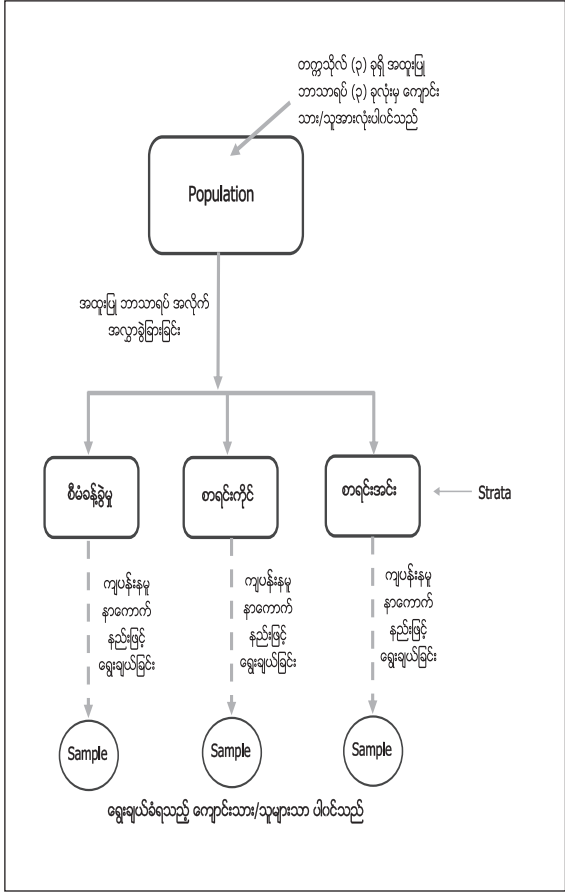 တက္ကသိုလ် (၃) ခုရှိ အထူးပြု
ဘာသာရပ် (၃) ခုလုံးမှ ကျောင်း
သား/သူအားလုံးပါဂင်သည်
Population
အထူးပြု ဘာသာရပ် အလိုက်
အလွှာခွဲခြားခြင်း
စီမံခန့်ခွဲမှု
စာရင်းကိုင်
စာရင်းအင်း
Strata
ကျပန်းနမူ
နာကောက်
နည်းဖြင့်
ရွေးချယ်ခြင်း
ကျပန်းနမူ
နာကောက်
နည်းဖြင့်
ရွေးချယ်ခြင်း
ကျပန်းနမူ
နာကောက်
နည်းဖြင့်
ရွေးချယ်ခြင်း
Sample
Sample
Sample
ရွေးချယ်ခံရသည့် ကျောင်းသား/သူများသာ ပါဂင်သည်